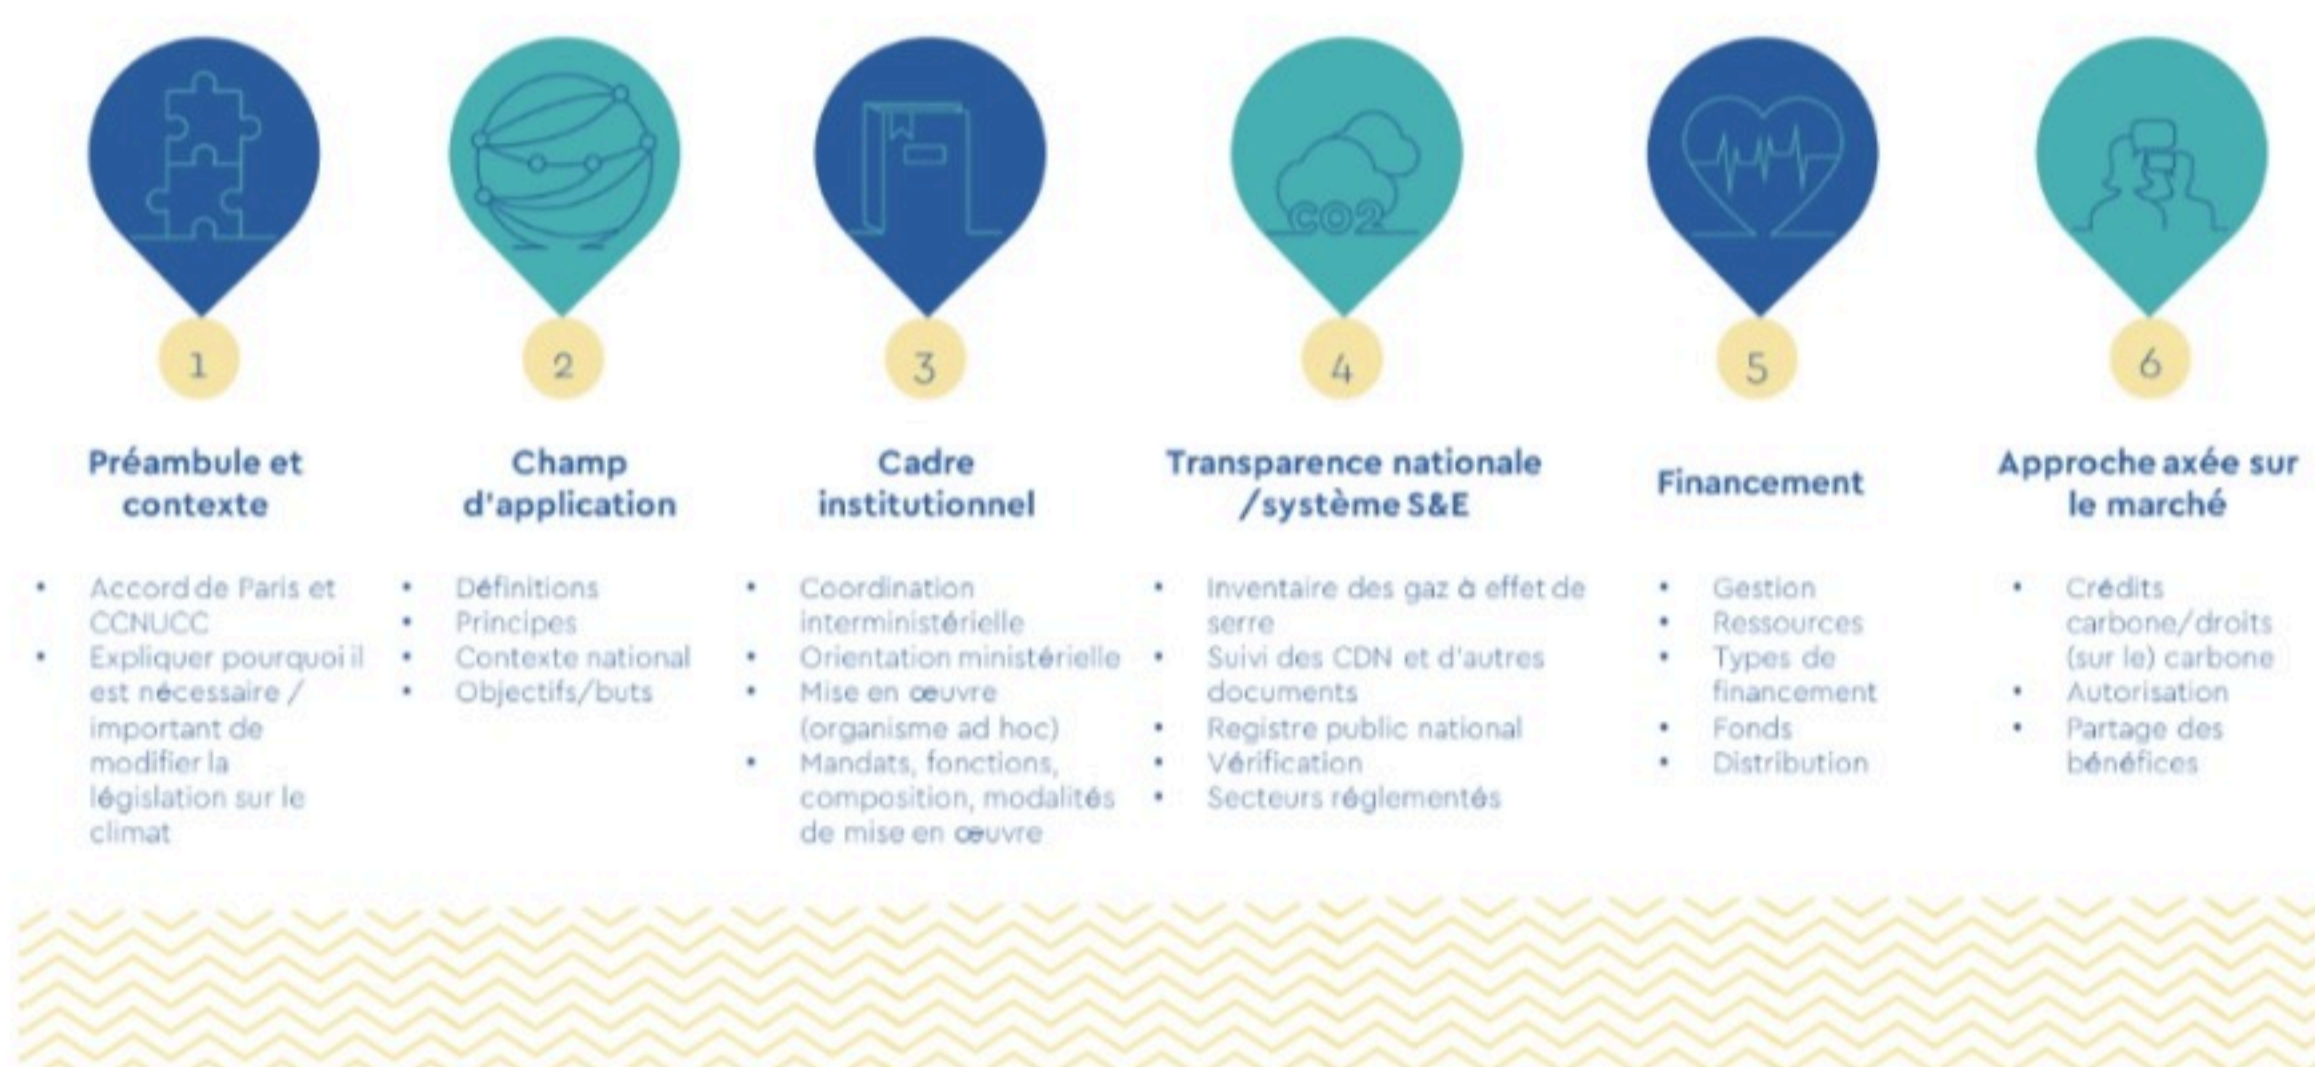 CO2
1
2
3
4
5
6
Préambule et
contexte
Champ
d'application
Cadre
institutionnel
Transparence nationale
/système S&E
Financement
Approche axée sur
le marché
• Accord de Paris et
CCNUCC
• Expliquer pourquoi il
est nécessaire /
important de
modifier la
législation sur le
climat
• Définitions
• Principes
• Contexte national
• Objectifs/buts
• Coordination
interministérielle
• Orientation ministérielle
• Mise en œuvre
(organisme ad hoc)
• Mandats, fonctions,
composition, modalités
de mise en œuvre
• Inventaire des gaz à effet de
serre
• Suivi des CDN et d'autres
documents
• Registre public national
• Vérification
• Secteurs réglementés
• Gestion
• Ressources
• Types de
financement
• Fonds
• Distribution
• Crédits
carbone/droits
(sur le) carbone
• Autorisation
• Partage des
bénéfices